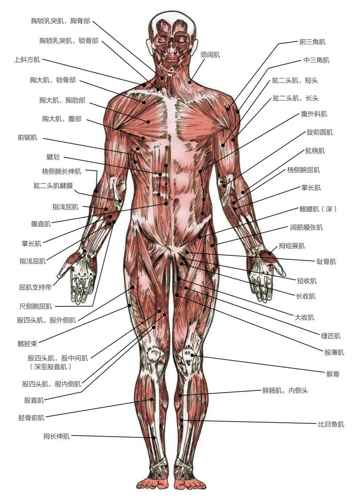 胸锁乳突肌、胸骨部
胸锁乳突肌、锁骨部
上斜方肌
胸大肌、锁骨部
胸大肌、胸肋部
胸大肌、腹部
前锯肌
腱划
桡侧腕长伸肌
肱二头肌腱膜
指浅屈肌
腹直肌
掌长肌
指浅屈肌
屈肌支持带
尺侧腕屈肌
股四头肌、股外侧肌
髂胫束
股四头肌、股中间肌
（深至股直肌）
股四头肌、股内侧肌
股直肌
胫骨前肌
拇长伸肌
颈阔肌
前三角肌
中三角肌
肱二头肌、短头
肱二头肌、长头
腹外斜肌
旋前圆肌
肱桡肌
桡侧腕屈肌
掌长肌
髂腰肌（深）
阔筋膜张肌
拇短展肌
耻骨肌
短收肌
长收肌
大收肌
缝匠肌
股薄肌
髌骨
腓肠肌、内侧头
比目鱼肌